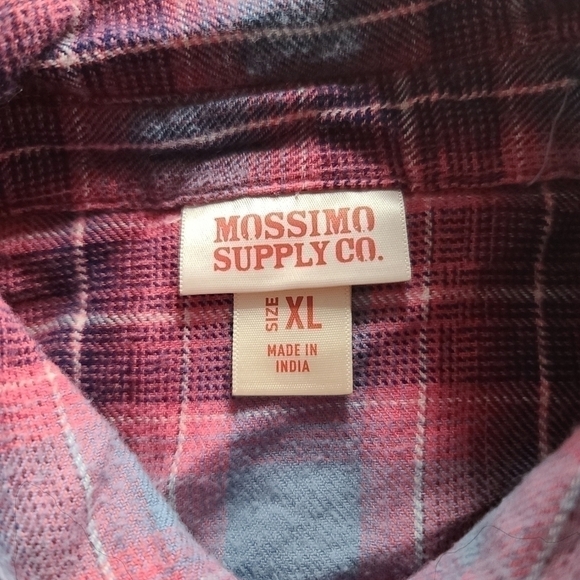 MOSSIMO
SUPPLY CO.
SIZE XL
MADE IN
INDIA